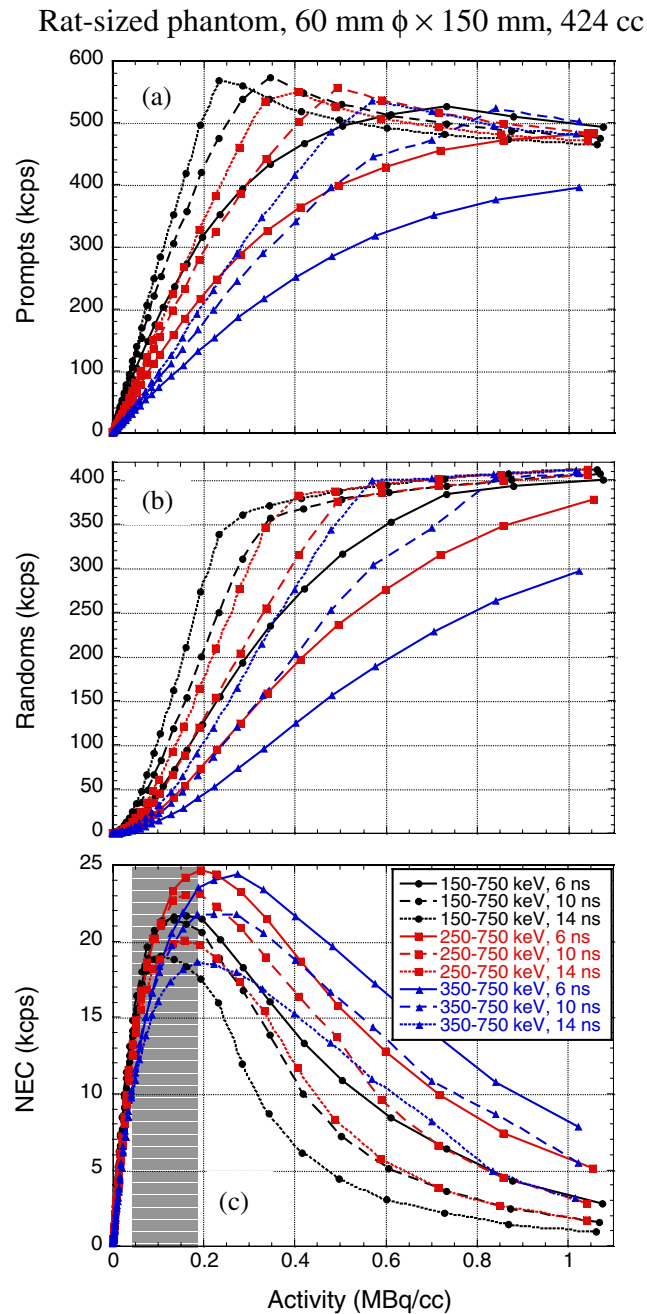 Rat-sized phantom, 60 mm ϕ × 150 mm, 424 cc
600
500
400
300
200
100
0
Prompts (kcps)
(a)
400
350
300
250
200
150
100
50
0
Randoms (kcps)
(b)
25
20
15
10
5
0
NEC (kcps)
150-750 keV, 6 ns
150-750 keV, 10 ns
150-750 keV, 14 ns
250-750 keV, 6 ns
250-750 keV, 10 ns
250-750 keV, 14 ns
350-750 keV, 6 ns
350-750 keV, 10 ns
350-750 keV, 14 ns
(c)
0 0.2 0.4 0.6 0.8 1
Activity (MBq/cc)